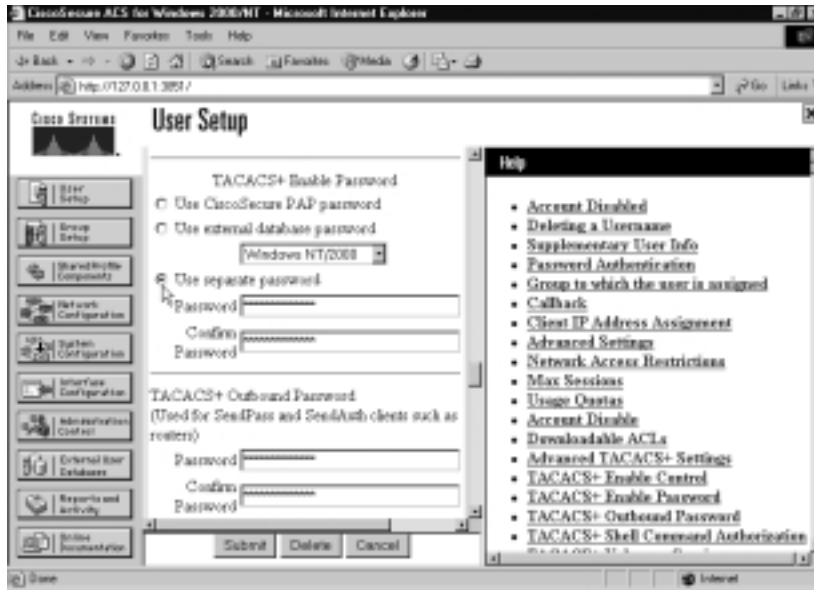 CiscoSecure ACS for Windows 2000/NT - Microsoft Internet Explorer
File Edit View Favorites Tools Help
Back Search Favorites Media
Address http://127.0.0.1:3851/ Go Links
Cisco Systems
User Setup
User Setup
Group Setup
Shared Profile Components
Network Configuration
System Configuration
Interface Configuration
Administration Control
External User Databases
Reports and Activity
Online Documentation
TACACS+ Enable Password
Use CiscoSecure PAP password
Use external database password
Windows NT/2000
Use separate password
Password
Confirm
Password
TACACS+ Outbound Password
(Used for SendPass and SendAuth clients such as
routers)
Password
Confirm
Password
Submit Delete Cancel
Help
Account Disabled
Deleting a Username
Supplementary User Info
Password Authentication
Group to which the user is assigned
Callback
Client IP Address Assignment
Advanced Settings
Network Access Restrictions
Max Sessions
Usage Quotas
Account Disable
Downloadable ACLs
Advanced TACACS+ Settings
TACACS+ Enable Control
TACACS+ Enable Password
TACACS+ Outbound Password
TACACS+ Shell Command Authorization
Done
Internet